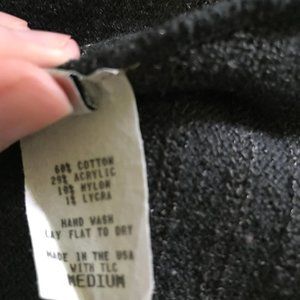 60% COTTON
29% ACRYLIC
10% NYLON
1% LYCRA
HAND WASH
LAY FLAT TO DRY
MADE IN THE USA
WITH TLC
MEDIUM